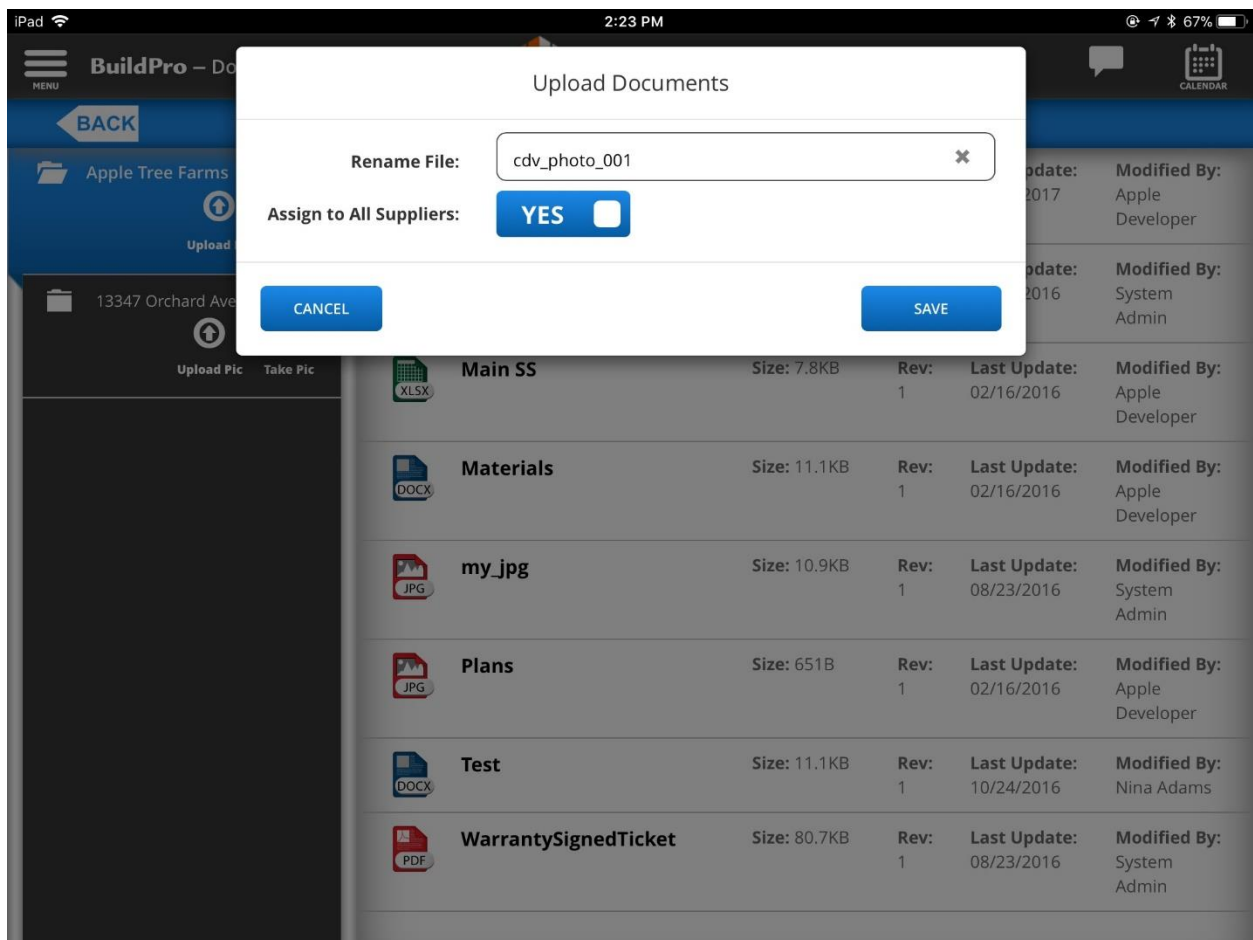 iPad 2:23 PM 67%
MENU BuildPro – Do CALENDAR
BACK
Upload Documents
Rename File: cdv_photo_001
Assign to All Suppliers: YES
CANCEL SAVE
Apple Tree Farms
Upload
13347 Orchard Ave
Upload Pic Take Pic
2017
Modified By:
Apple
Developer
2016
Modified By:
System
Admin
XLSX Main SS Size: 7.8KB Rev: Last Update: Modified By:
1 02/16/2016 Apple
Developer
DOCX Materials Size: 11.1KB Rev: Last Update: Modified By:
1 02/16/2016 Apple
Developer
JPG my_jpg Size: 10.9KB Rev: Last Update: Modified By:
1 08/23/2016 System
Admin
JPG Plans Size: 651B Rev: Last Update: Modified By:
1 02/16/2016 Apple
Developer
DOCX Test Size: 11.1KB Rev: Last Update: Modified By:
1 10/24/2016 Nina Adams
PDF WarrantySignedTicket Size: 80.7KB Rev: Last Update: Modified By:
1 08/23/2016 System
Admin